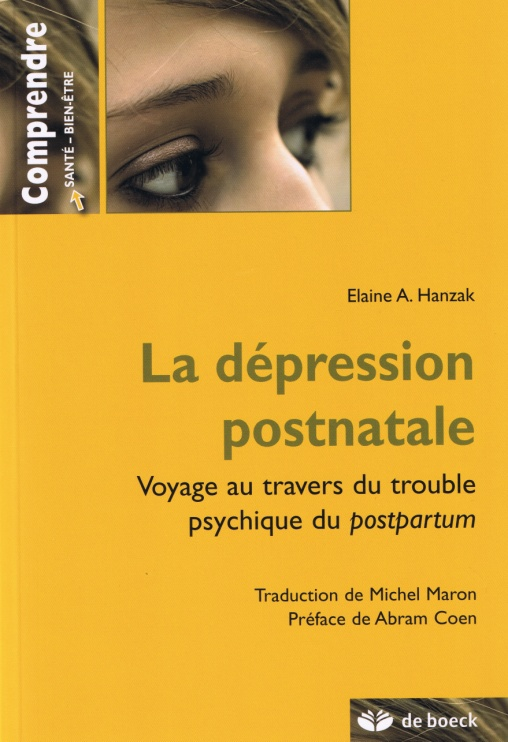 Comprendre
SANTÉ – BIEN-ÊTRE
Elaine A. Hanzak
La dépression
postnatale
Voyage au travers du trouble
psychique du postpartum
Traduction de Michel Maron
Préface de Abram Coen
de boeck